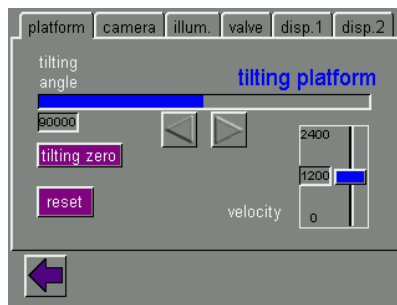 platform camera illum. valve disp.1 disp.2
tilting
angle
tilting platform
90000
2400
tilting zero
1200
reset
velocity
0